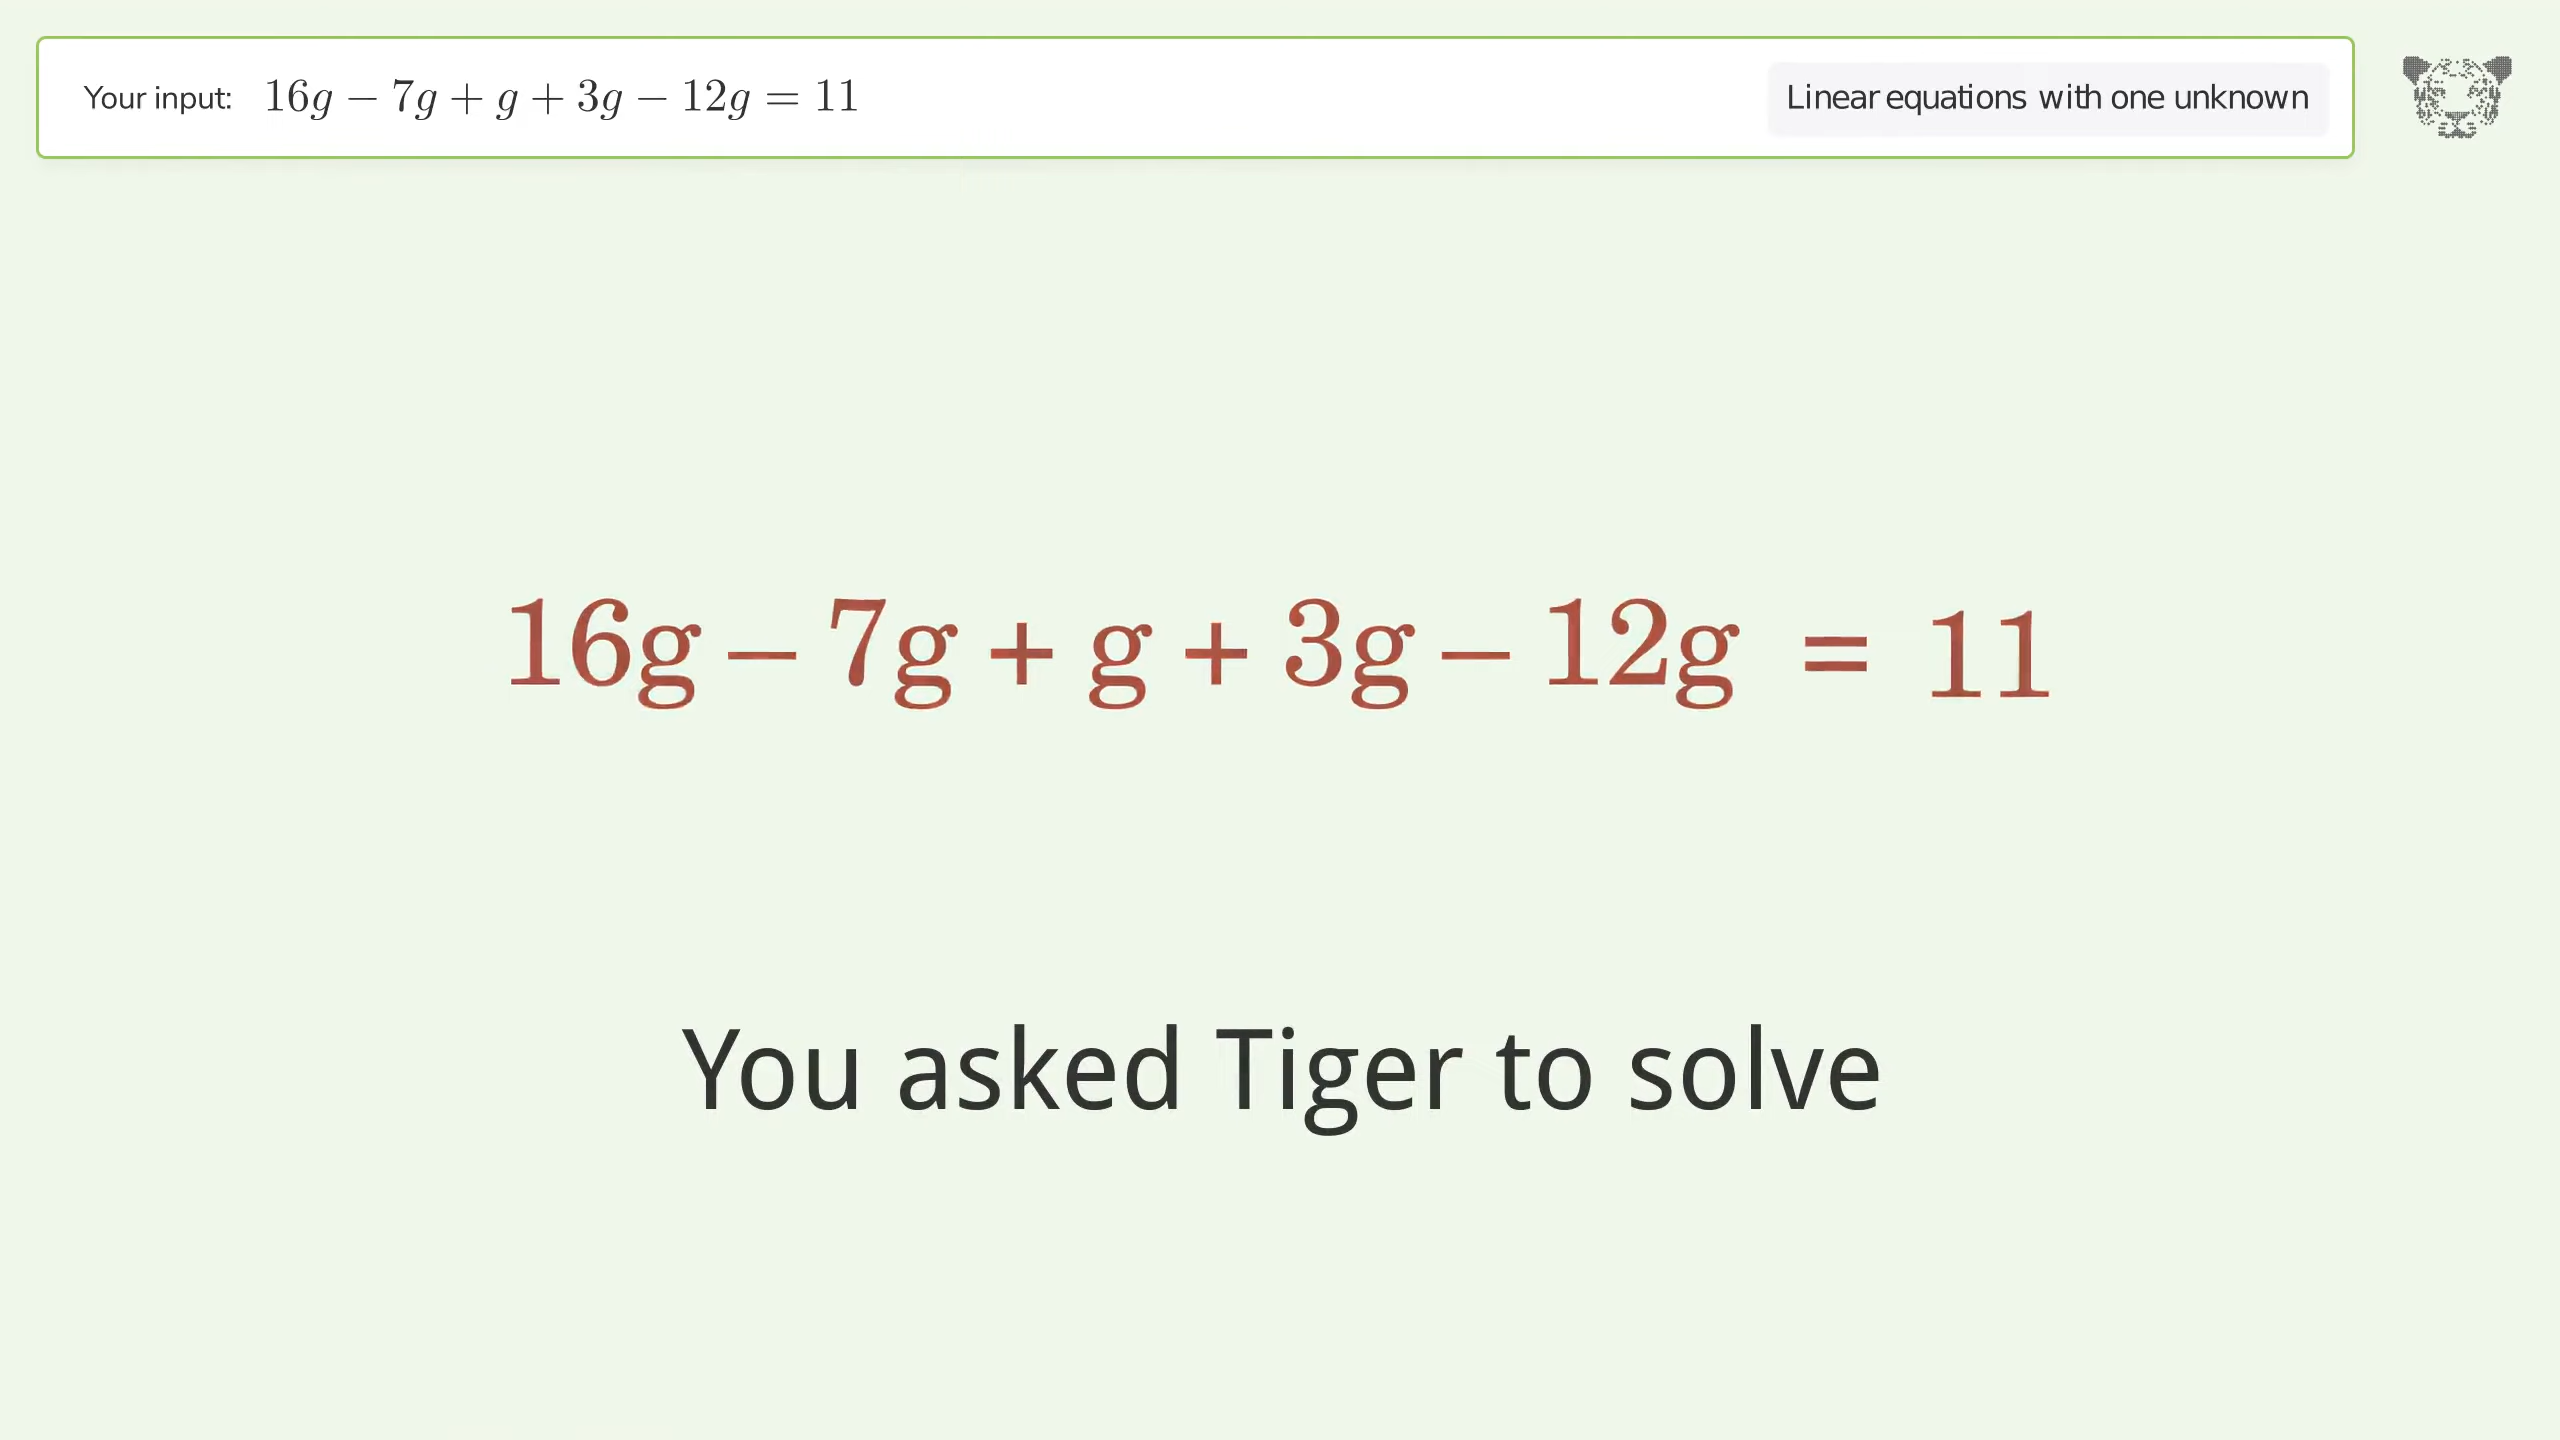 Your input: 16g − 7g + g + 3g − 12g = 11
Linear equations with one unknown
16g − 7g + g + 3g − 12g = 11
You asked Tiger to solve